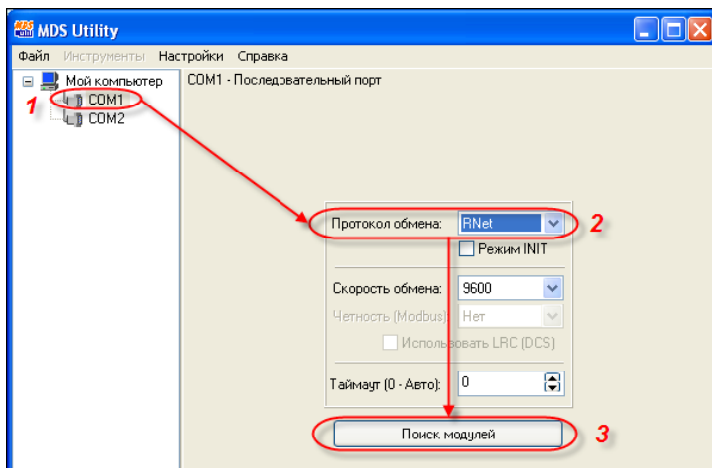 MDS Utility
Файл Инструменты Настройки Справка
Мой компьютер
COM1 - Последовательный порт
1
COM1
COM2
Протокол обмена: RNet
2
Режим INIT
Скорость обмена: 9600
Четность (Modbus): Нет
Использовать LRC (DCS)
Таймаут (0 - Авто): 0
Поиск модулей
3